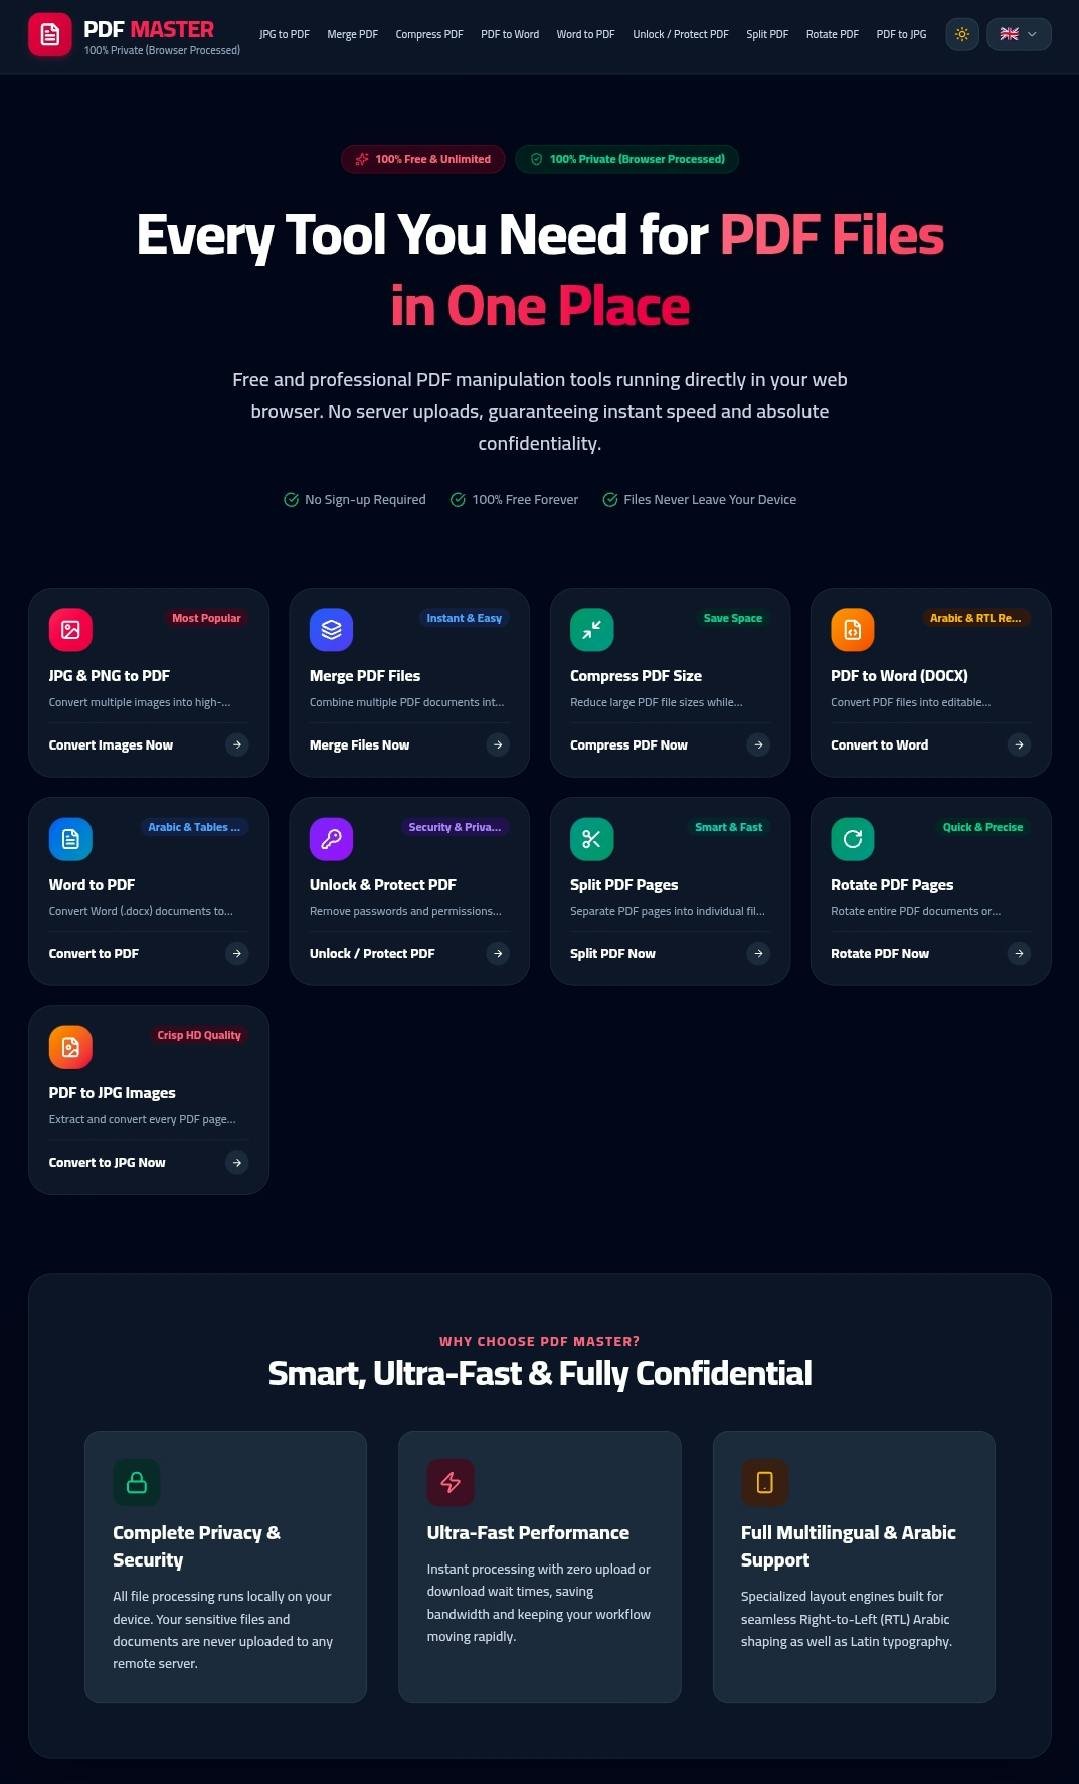 PDF MASTER
100% Private (Browser Processed)
JPG to PDF
Merge PDF
Compress PDF
PDF to Word
Word to PDF
Unlock / Protect PDF
Split PDF
Rotate PDF
PDF to JPG
100% Free & Unlimited
100% Private (Browser Processed)
Every Tool You Need for PDF Files
in One Place
Free and professional PDF manipulation tools running directly in your web
browser. No server uploads, guaranteeing instant speed and absolute
confidentiality.
No Sign-up Required
100% Free Forever
Files Never Leave Your Device
Most Popular
JPG & PNG to PDF
Convert multiple images into high-...
Convert Images Now
Instant & Easy
Merge PDF Files
Combine multiple PDF documents int...
Merge Files Now
Save Space
Compress PDF Size
Reduce large PDF file sizes while...
Compress PDF Now
Arabic & RTL Re...
PDF to Word (DOCX)
Convert PDF files into editable...
Convert to Word
Arabic & Tables ...
Word to PDF
Convert Word (.docx) documents to...
Convert to PDF
Security & Priva...
Unlock & Protect PDF
Remove passwords and permissions...
Unlock / Protect PDF
Smart & Fast
Split PDF Pages
Separate PDF pages into individual fil...
Split PDF Now
Quick & Precise
Rotate PDF Pages
Rotate entire PDF documents or...
Rotate PDF Now
Crisp HD Quality
PDF to JPG Images
Extract and convert every PDF page...
Convert to JPG Now
WHY CHOOSE PDF MASTER?
Smart, Ultra-Fast & Fully Confidential
Complete Privacy &
Security
All file processing runs locally on your
device. Your sensitive files and
documents are never uploaded to any
remote server.
Ultra-Fast Performance
Instant processing with zero upload or
download wait times, saving
bandwidth and keeping your workflow
moving rapidly.
Full Multilingual & Arabic
Support
Specialized layout engines built for
seamless Right-to-Left (RTL) Arabic
shaping as well as Latin typography.